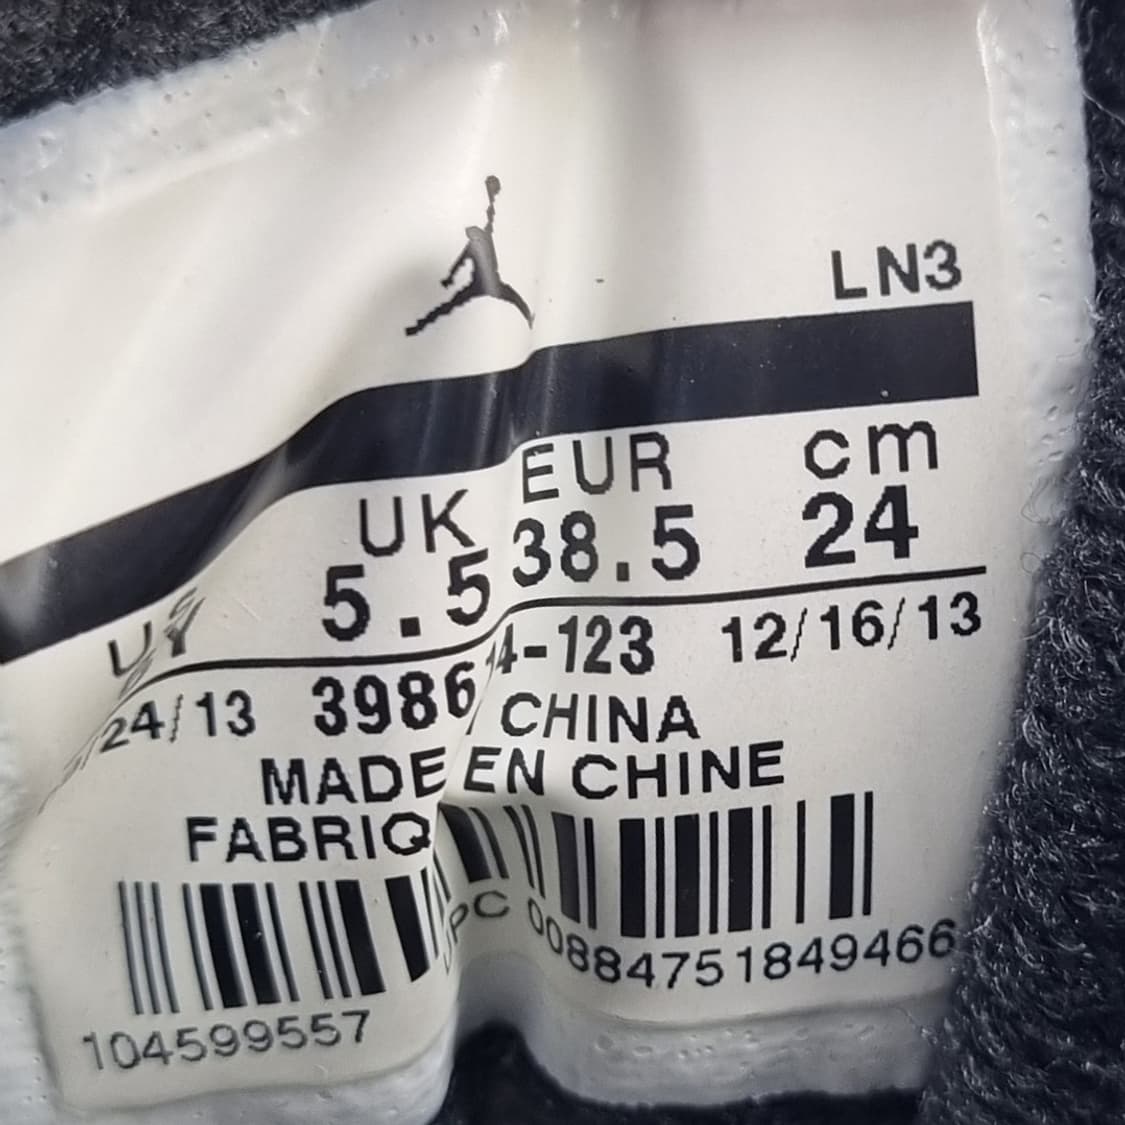 LN3
UK EUR cm
5.5 38.5 24
24/13 3986 4-123 12/16/13
MADE CHINA
FABRIQ EN CHINE
UPC 00884751849466
104599557